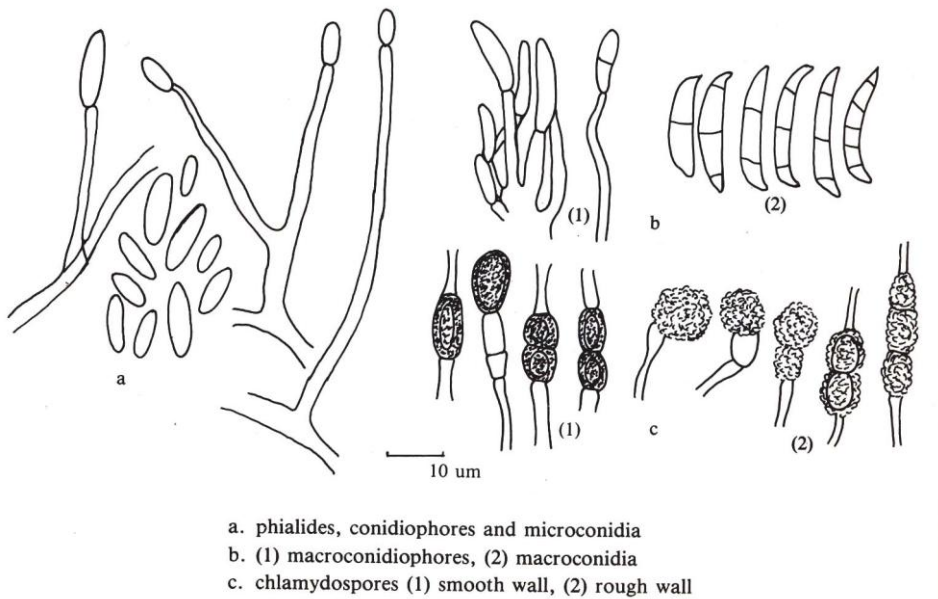 (1)
(2)
b
a
(1)
c
(2)
10 um
a. phialides, conidiophores and microconidia
b. (1) macroconidiophores, (2) macroconidia
c. chlamydospores (1) smooth wall, (2) rough wall